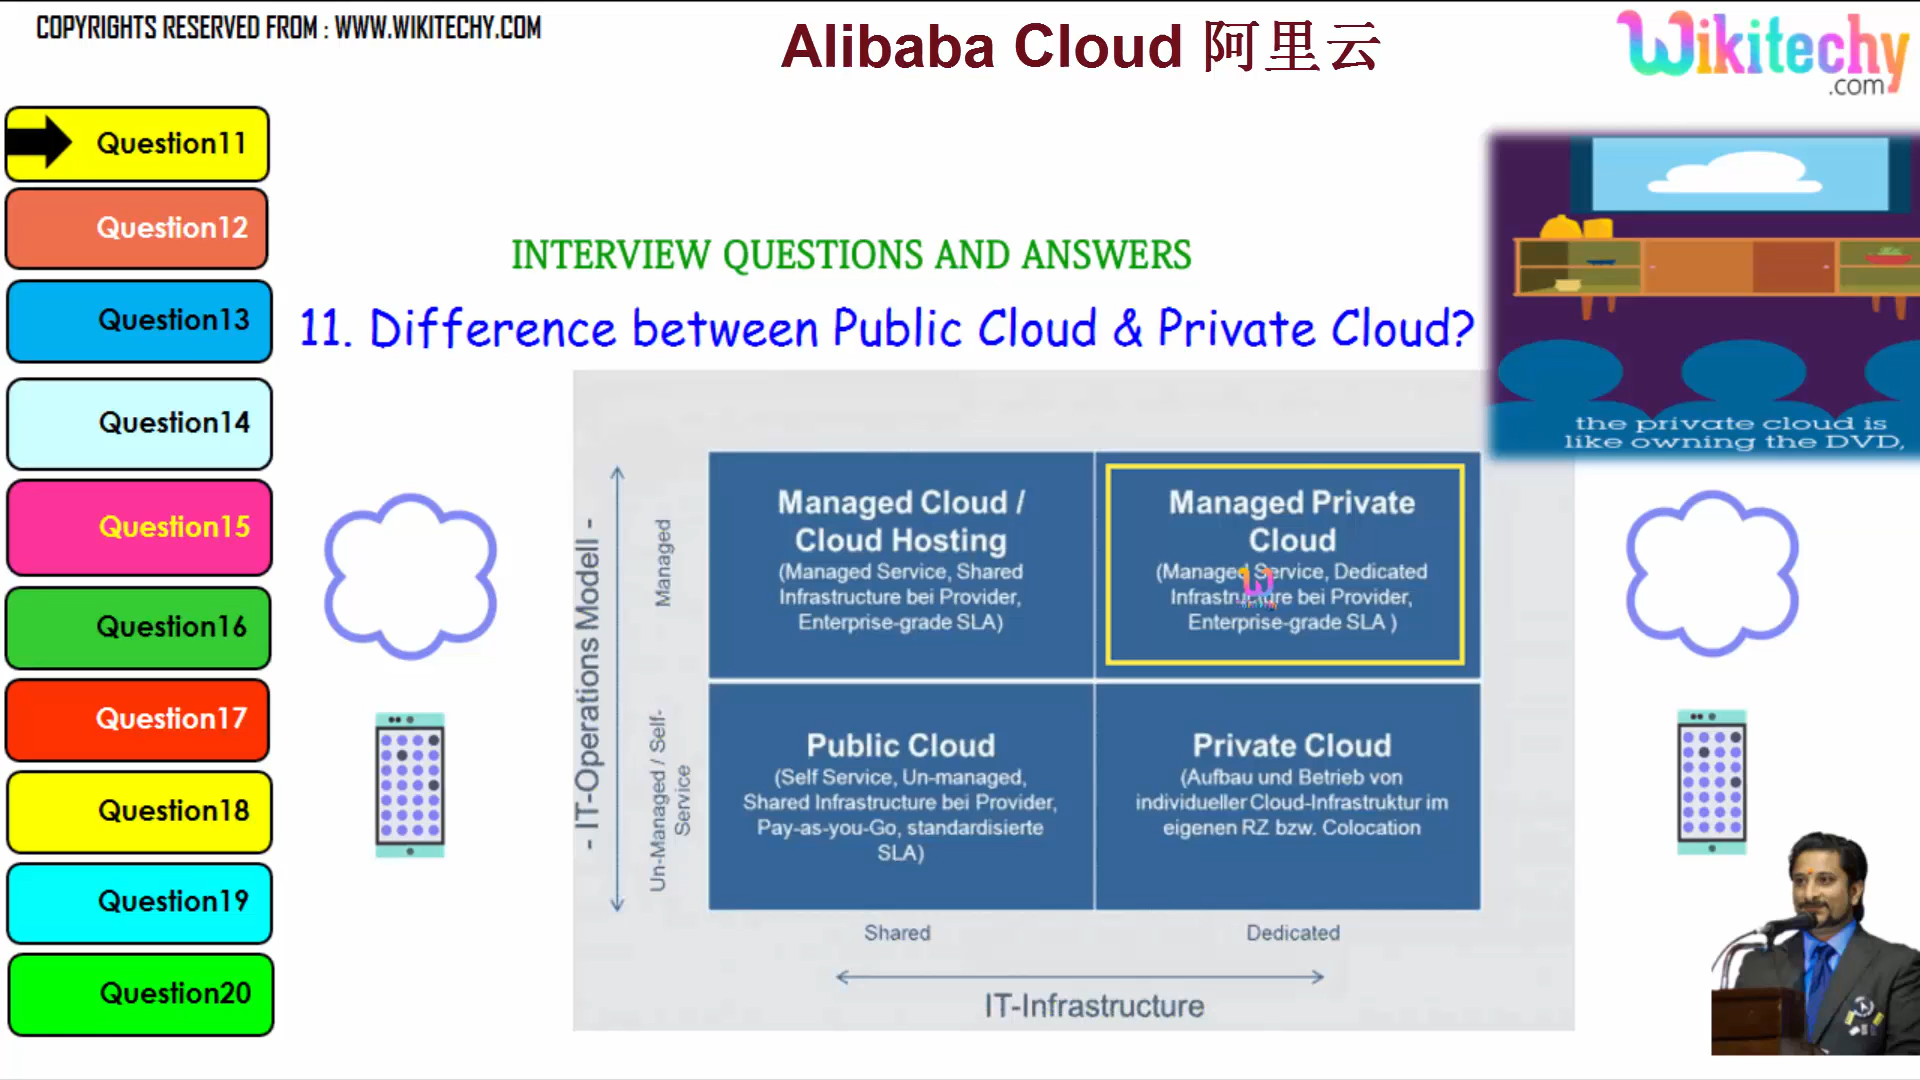 COPYRIGHTS RESERVED FROM : WWW.WIKITECHY.COM
Alibaba Cloud 阿里云
Wikitechy
.com
Question11
Question12
Question13
Question14
Question15
Question16
Question17
Question18
Question19
Question20
INTERVIEW QUESTIONS AND ANSWERS
11. Difference between Public Cloud & Private Cloud?
the private cloud is
like owning the DVD,
- IT-Operations Modell -
Managed
Un-Managed / Self-
Service
Managed Cloud /
Cloud Hosting
(Managed Service, Shared
Infrastructure bei Provider,
Enterprise-grade SLA)
Managed Private
Cloud
(Managed Service, Dedicated
Infrastructure bei Provider,
Enterprise-grade SLA )
Public Cloud
(Self Service, Un-managed,
Shared Infrastructure bei Provider,
Pay-as-you-Go, standardisierte
SLA)
Private Cloud
(Aufbau und Betrieb von
individueller Cloud-Infrastruktur im
eigenen RZ bzw. Colocation
Shared
Dedicated
IT-Infrastructure